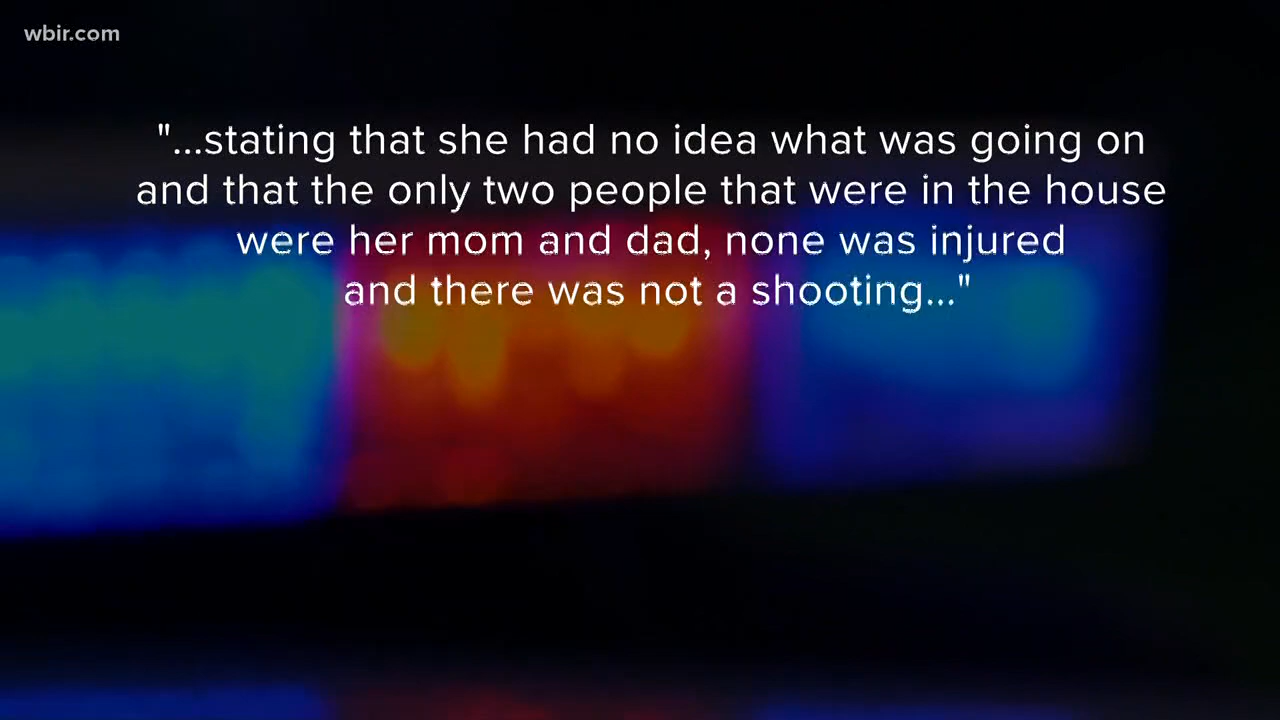 wbir.com
"...stating that she had no idea what was going on
and that the only two people that were in the house
were her mom and dad, none was injured
and there was not a shooting..."